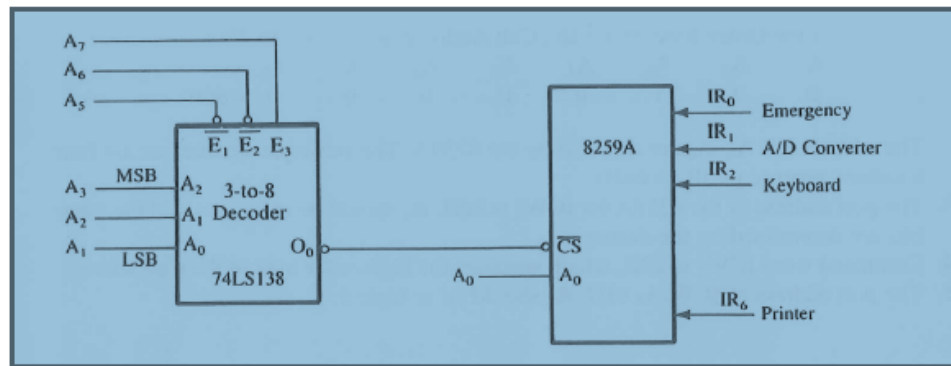 A7
A6
A5
E1 E2 E3
A3 MSB A2
A2 A1
A1 LSB A0
3-to-8
Decoder
O0
74LS138
8259A
CS
A0 A0
IR0 Emergency
IR1 A/D Converter
IR2 Keyboard
IR6 Printer